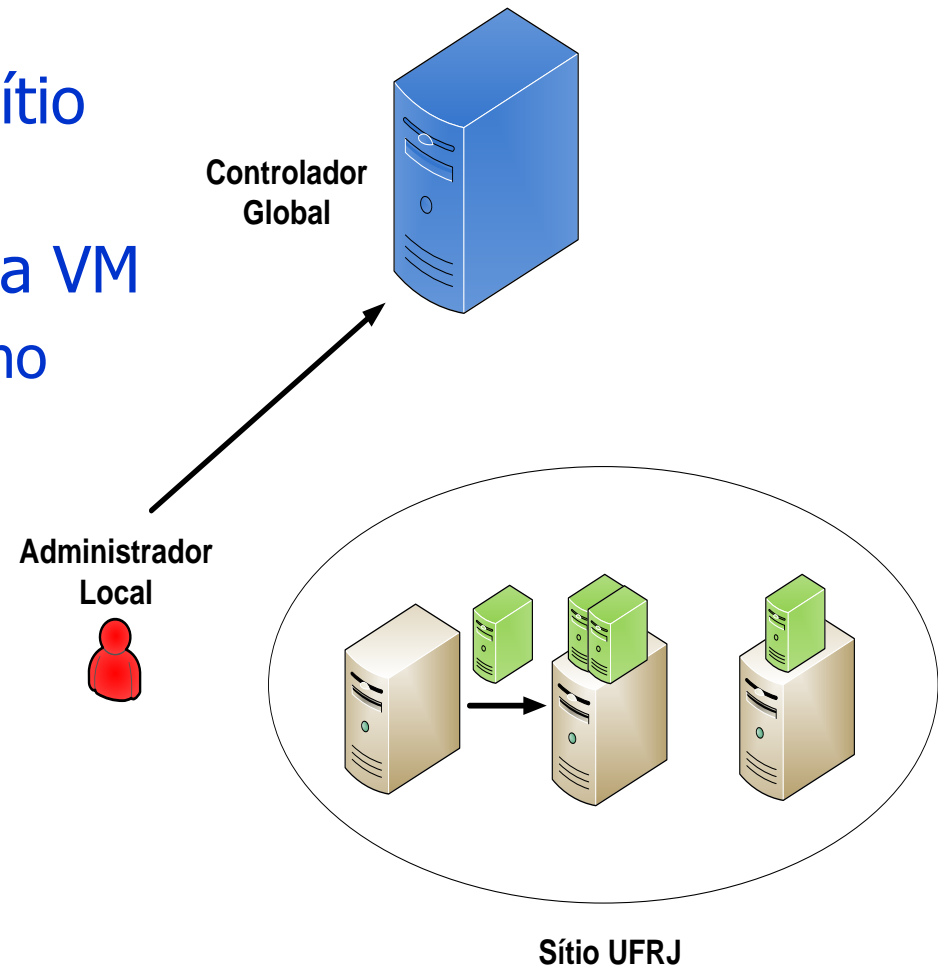 ítio
Controlador
Global
a VM
no
Administrador
Local
Sítio UFRJ